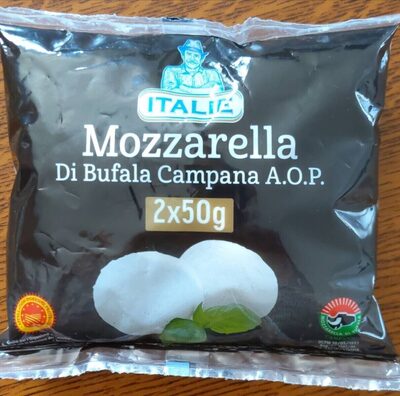 ITALIE
Mozzarella
Di Bufala Campana A.O.P.
2x50g